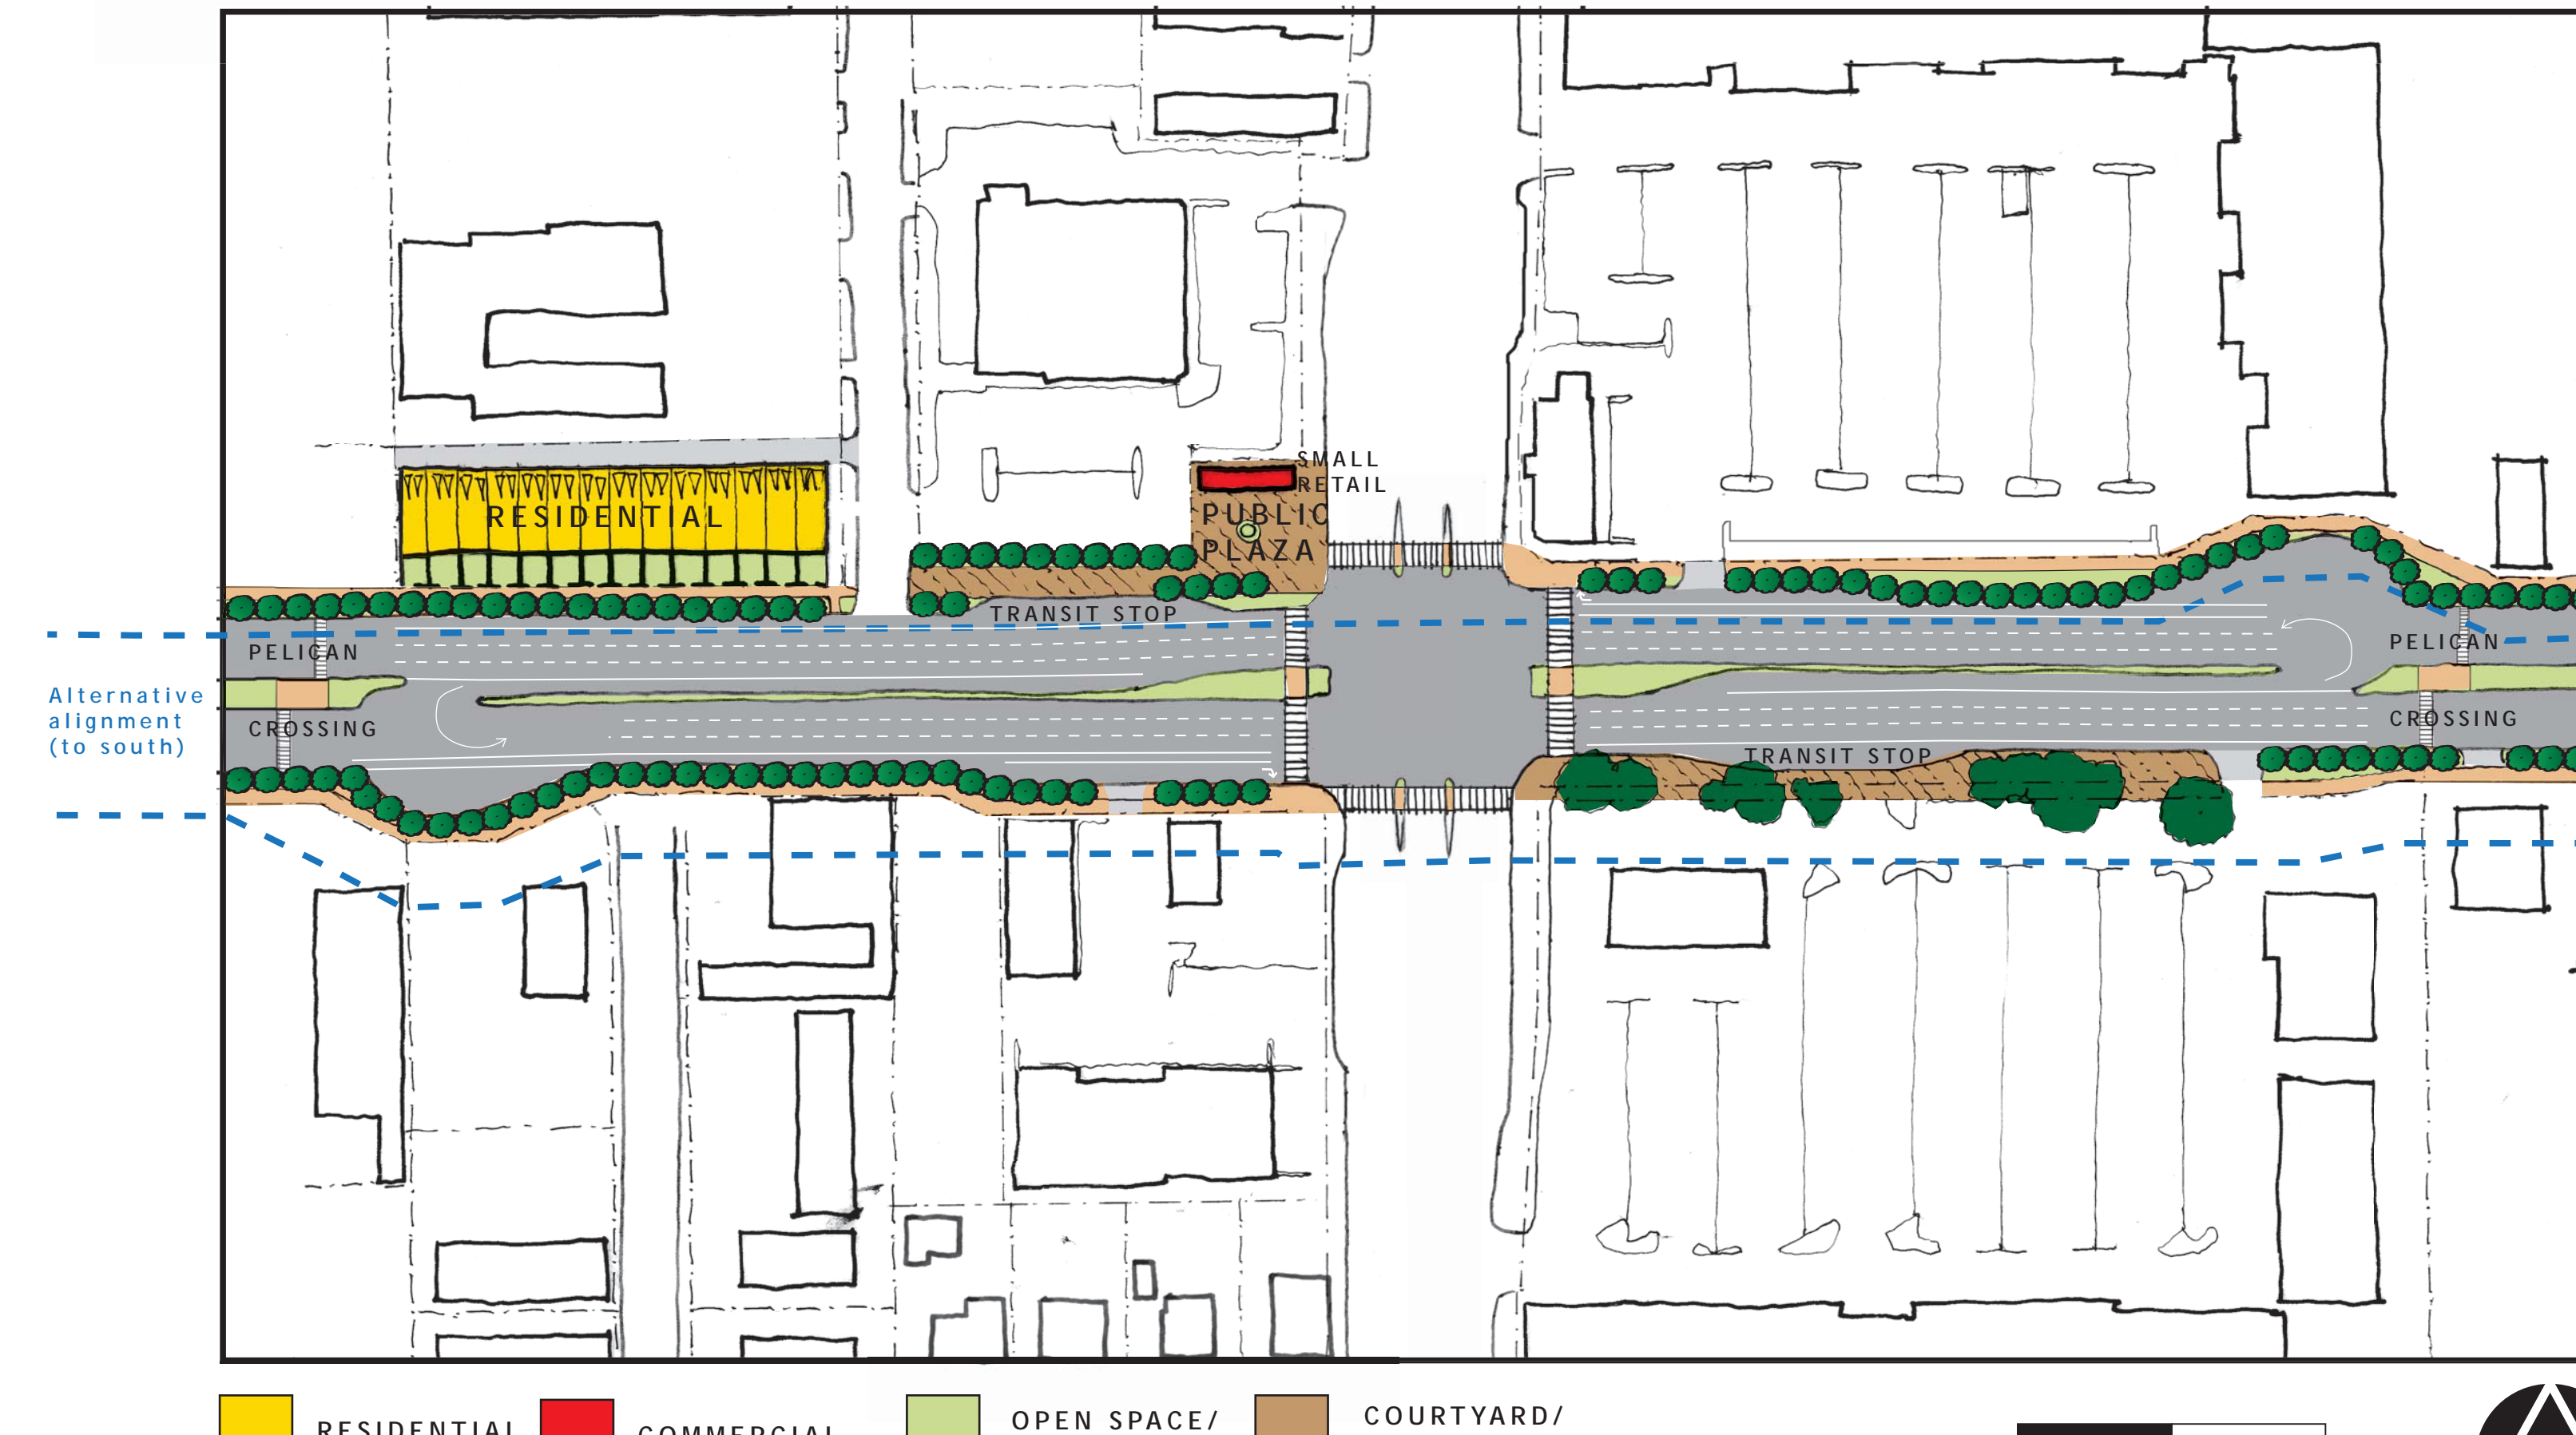 SMALL
RETAIL
RESIDENTIAL
PUBLIC
PLAZA
TRANSIT STOP
PELICAN
PELICAN
Alternative
alignment
(to south)
CROSSING
CROSSING
TRANSIT STOP
RESIDENTIAL
COMMERCIAL
OPEN SPACE/
COURTYARD/